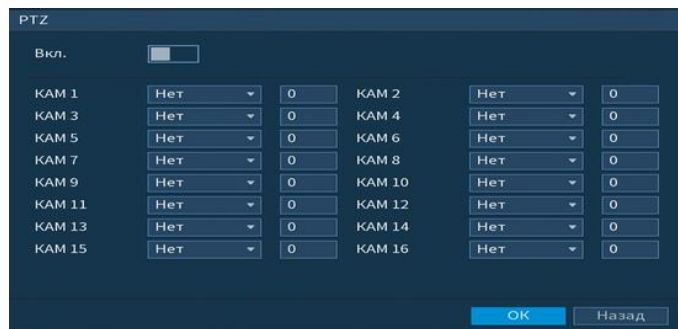 PTZ
Вкл.
КАМ 1 Нет 0 КАМ 2 Нет 0
КАМ 3 Нет 0 КАМ 4 Нет 0
КАМ 5 Нет 0 КАМ 6 Нет 0
КАМ 7 Нет 0 КАМ 8 Нет 0
КАМ 9 Нет 0 КАМ 10 Нет 0
КАМ 11 Нет 0 КАМ 12 Нет 0
КАМ 13 Нет 0 КАМ 14 Нет 0
КАМ 15 Нет 0 КАМ 16 Нет 0
ОК Назад